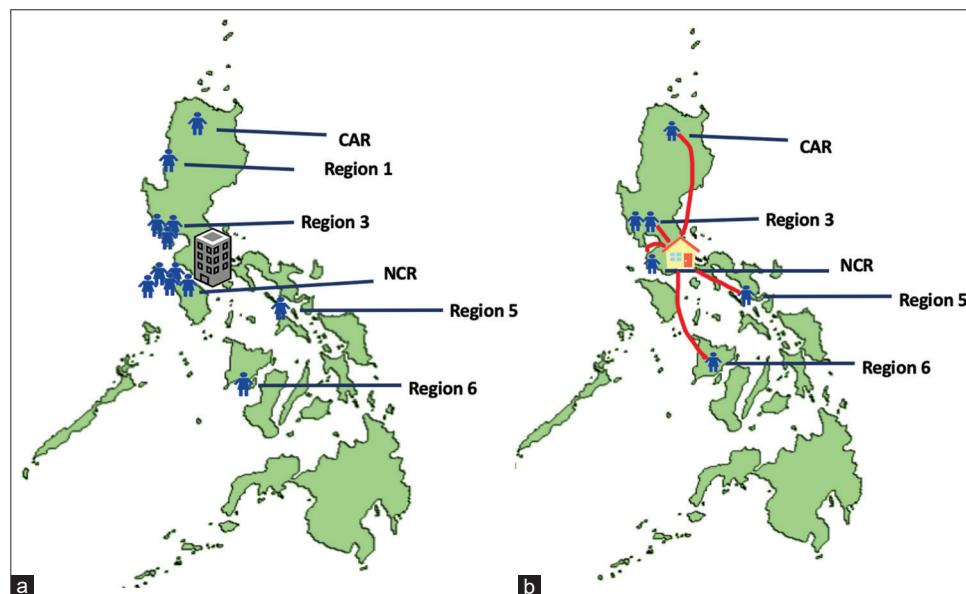 CAR
Region 1
Region 3
NCR
Region 5
Region 6
a
CAR
Region 3
NCR
Region 5
Region 6
b